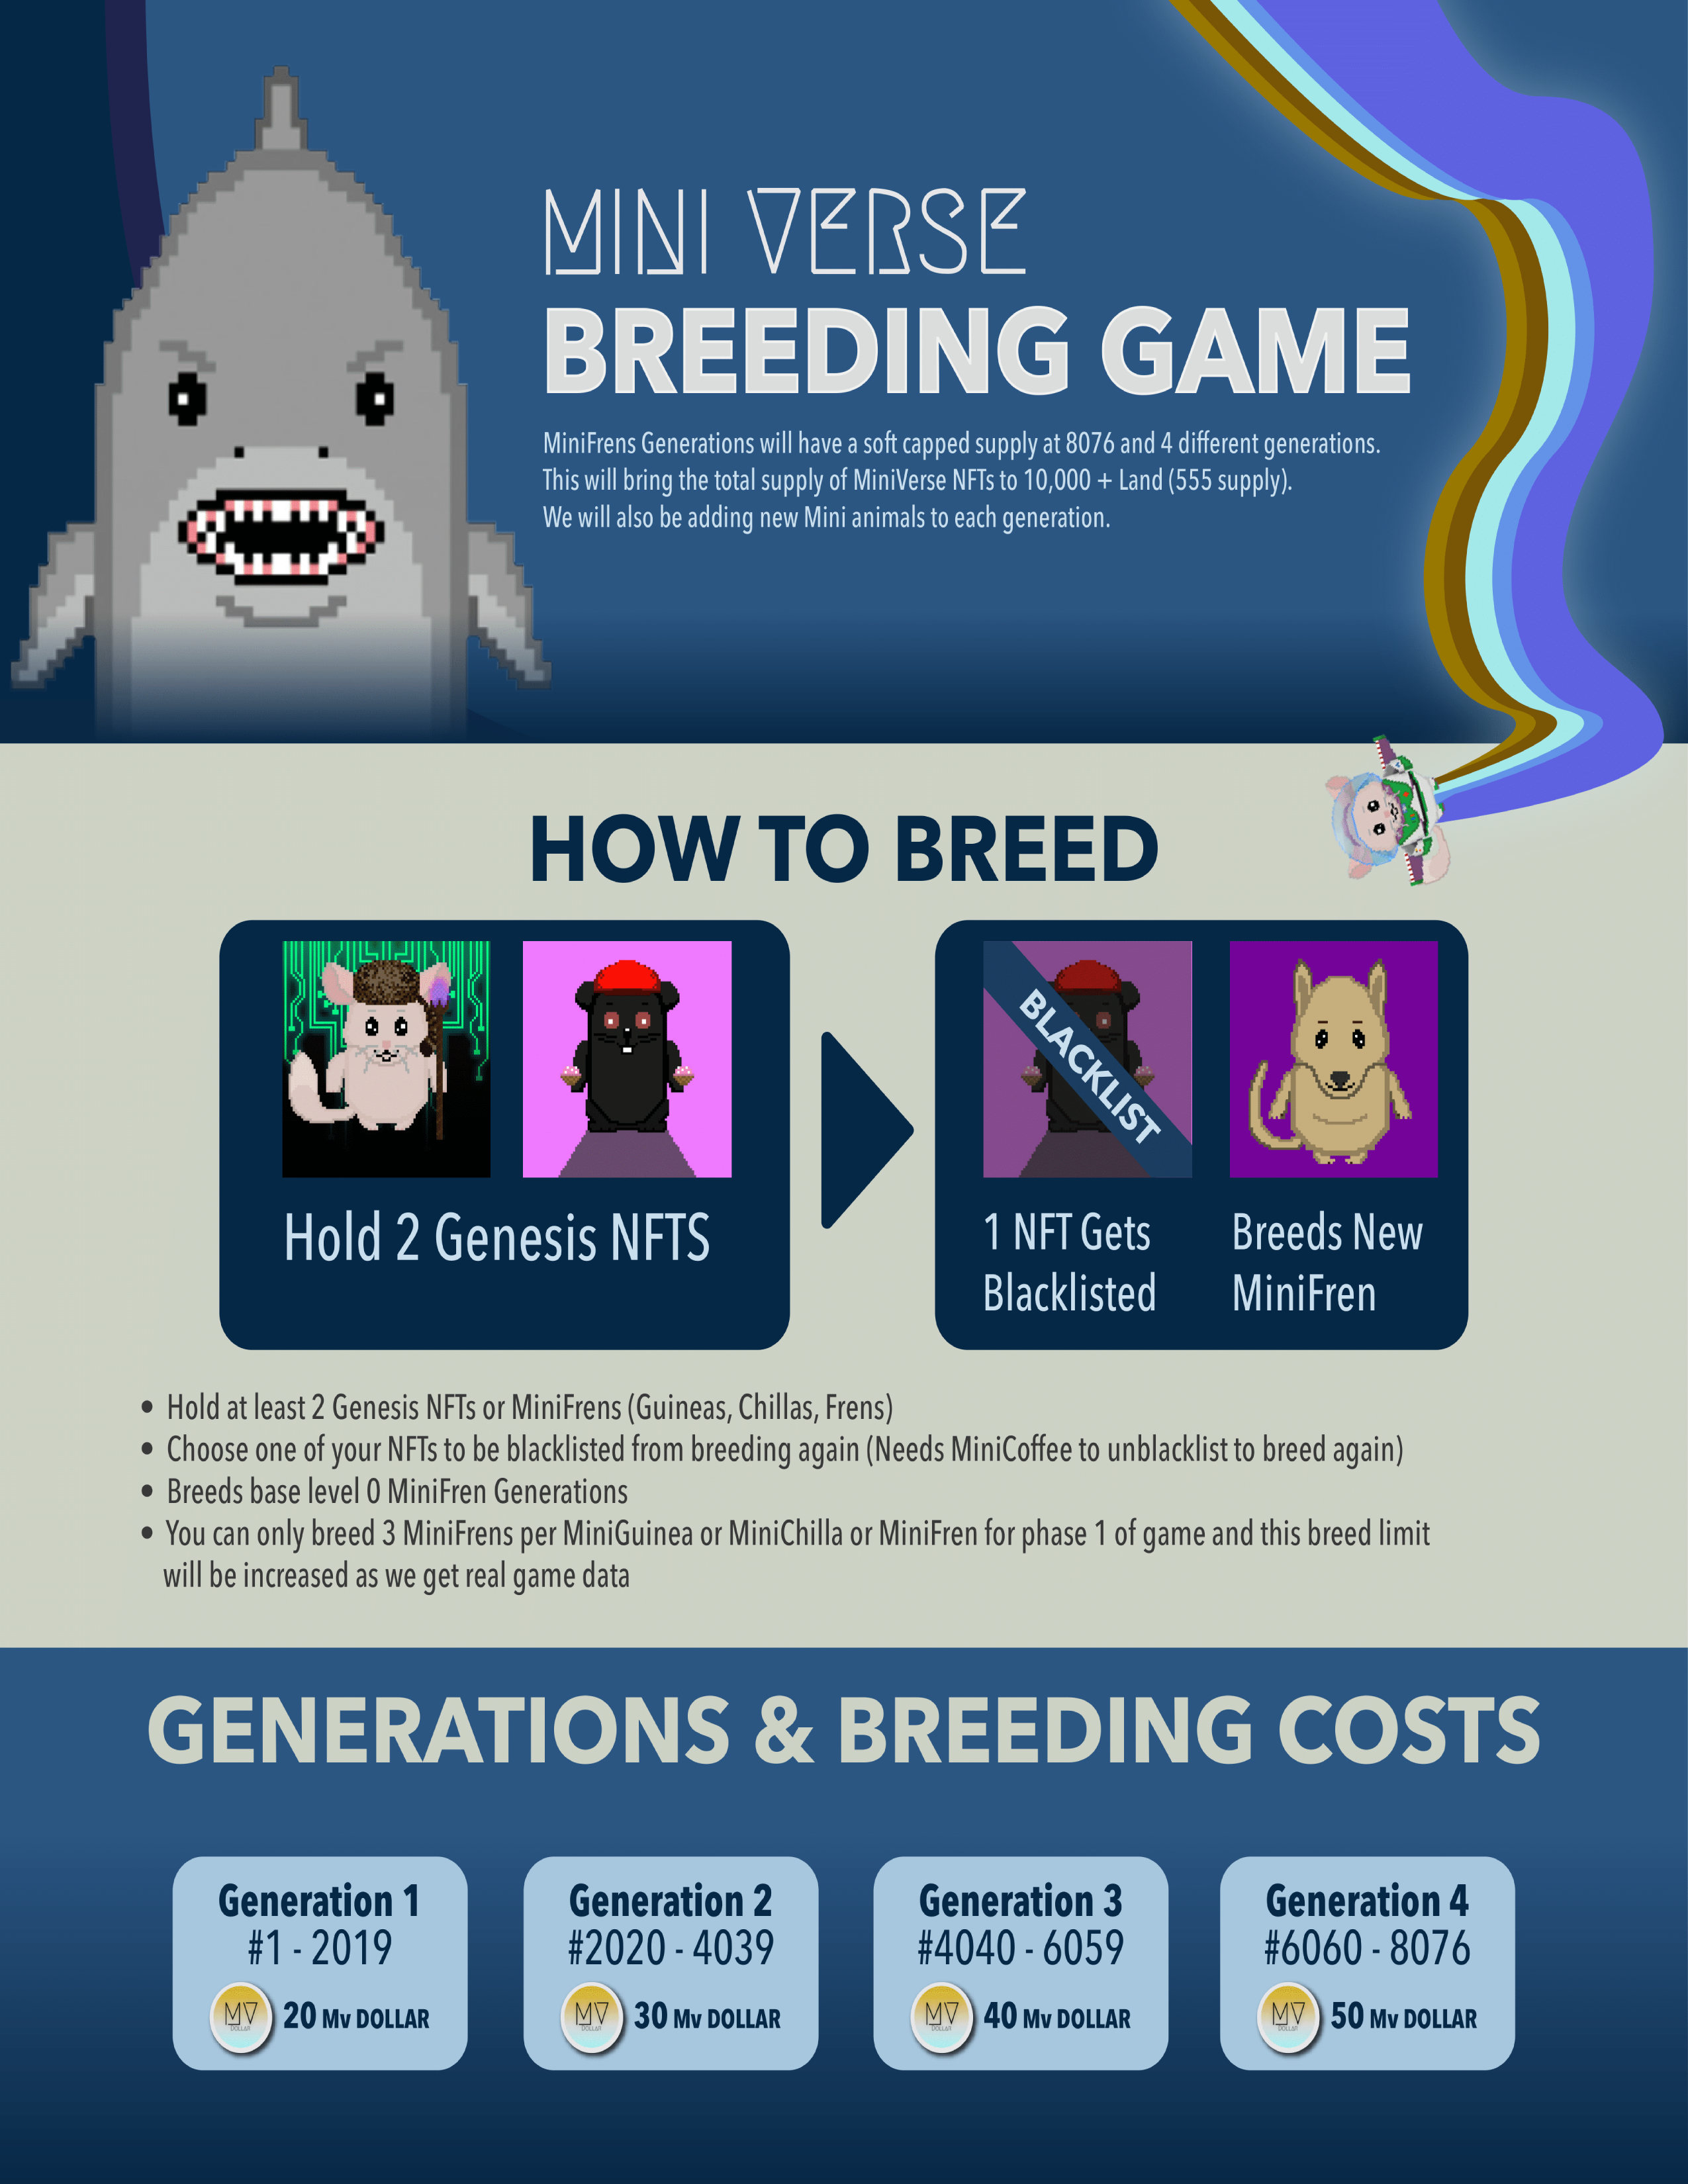 MINI VERSE
BREEDING GAME
MiniFrens Generations will have a soft capped supply at 8076 and 4 different generations.
This will bring the total supply of MiniVerse NFTs to 10,000 + Land (555 supply).
We will also be adding new Mini animals to each generation.
HOW TO BREED
BLACKLIST
Hold 2 Genesis NFTS
1 NFT Gets
Blacklisted
Breeds New
MiniFren
• Hold at least 2 Genesis NFTs or MiniFrens (Guineas, Chillas, Frens)
• Choose one of your NFTs to be blacklisted from breeding again (Needs MiniCoffee to unblacklist to breed again)
• Breeds base level 0 MiniFren Generations
• You can only breed 3 MiniFrens per MiniGuinea or MiniChilla or MiniFren for phase 1 of game and this breed limit
will be increased as we get real game data
GENERATIONS & BREEDING COSTS
Generation 1
#1 - 2019
MV
DOLLAR
20 Mv DOLLAR
Generation 2
#2020 - 4039
MV
DOLLAR
30 Mv DOLLAR
Generation 3
#4040 - 6059
MV
DOLLAR
40 Mv DOLLAR
Generation 4
#6060 - 8076
MV
DOLLAR
50 Mv DOLLAR